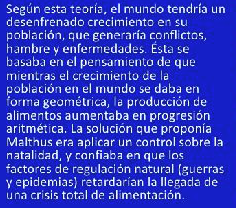 Según esta teoría, el mundo tendría un
desenfrenado crecimiento en su
población, que generaría conflictos,
hambre y enfermedades. Ésta se
basaba en el pensamiento de que
mientras el crecimiento de la
población en el mundo se daba en
forma geométrica, la producción de
alimentos aumentaba en progresión
aritmética. La solución que proponía
Malthus era aplicar un control sobre la
natalidad, y confiaba en que los
factores de regulación natural (guerras
y epidemias) retardarían la llegada de
una crisis total de alimentación.